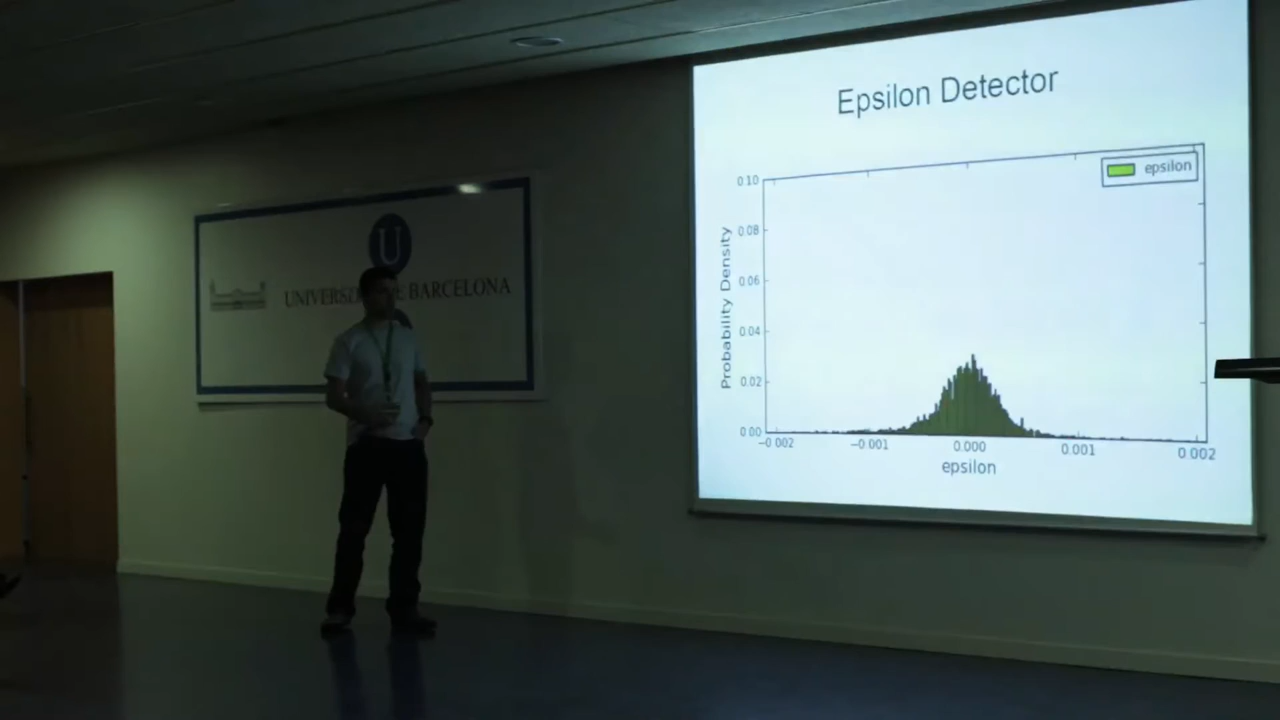 U
UNIVERSI E BARCELONA
Epsilon Detector
epsilon
0.10
0.08
0.06
0.04
0.02
0.00
Probability Density
−0.002 −0.001 0.000 0.001 0.002
epsilon